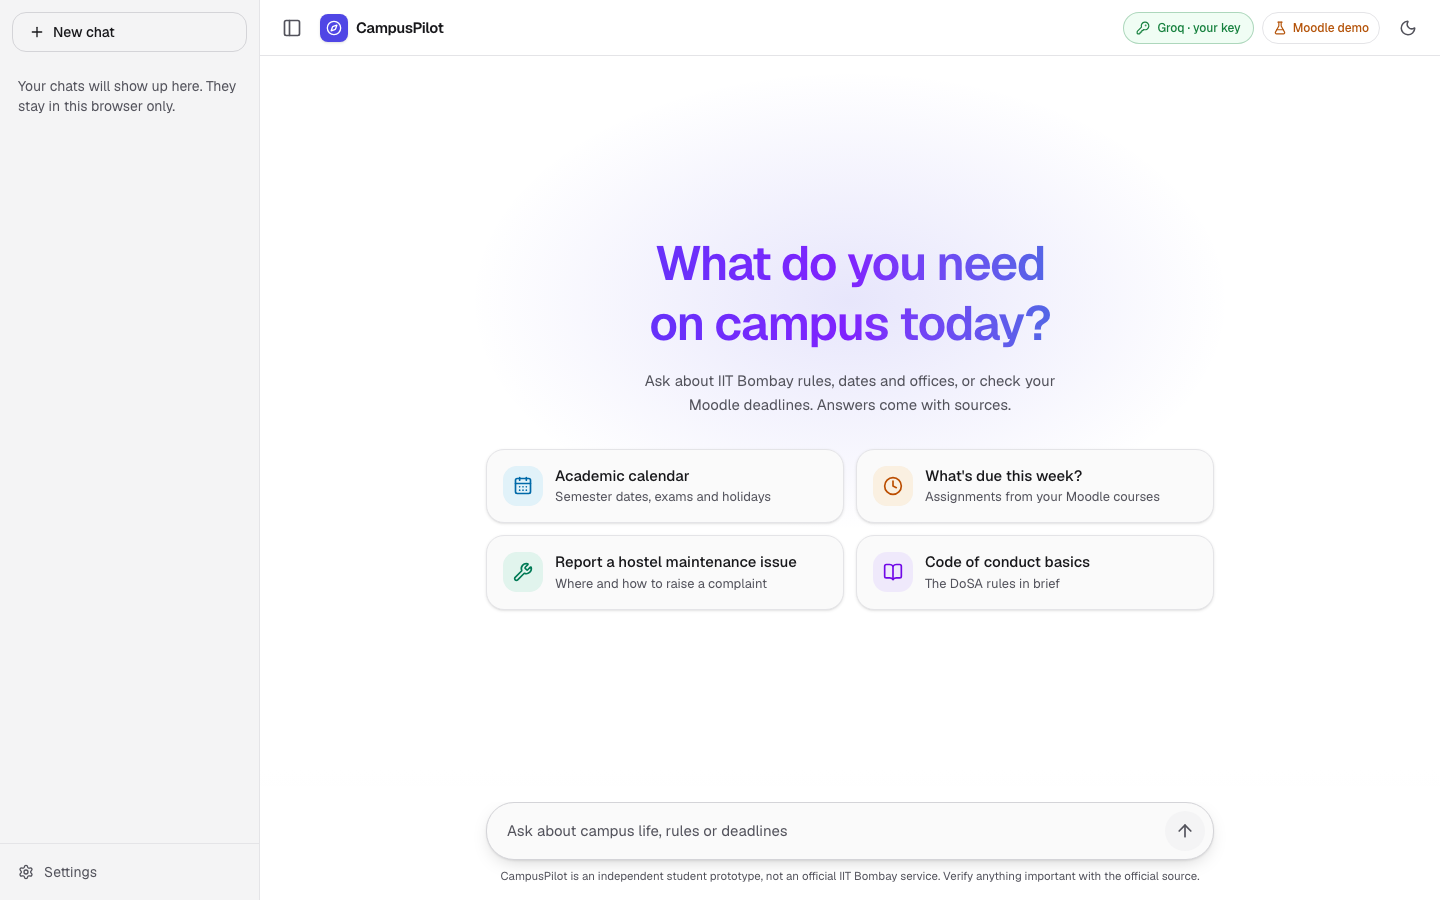 New chat
Your chats will show up here. They
stay in this browser only.
Settings
CampusPilot
Groq · your key
Moodle demo
What do you need
on campus today?
Ask about IIT Bombay rules, dates and offices, or check your
Moodle deadlines. Answers come with sources.
Academic calendar
Semester dates, exams and holidays
What's due this week?
Assignments from your Moodle courses
Report a hostel maintenance issue
Where and how to raise a complaint
Code of conduct basics
The DoSA rules in brief
Ask about campus life, rules or deadlines
CampusPilot is an independent student prototype, not an official IIT Bombay service. Verify anything important with the official source.